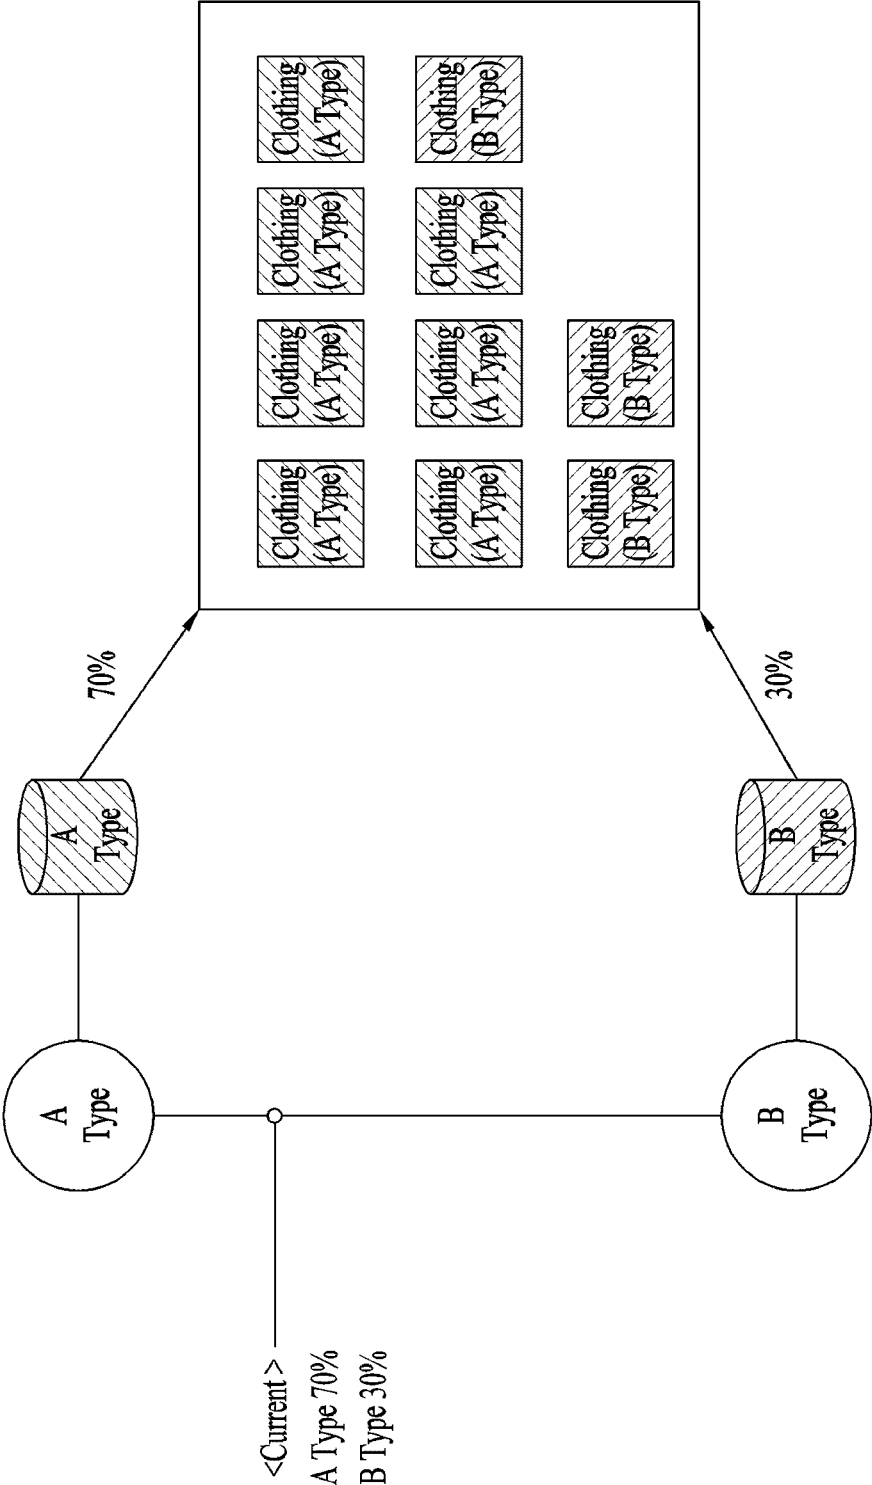 A
Type
A
Type
70%
<Current >
A Type 70%
B Type 30%
Clothing
(A Type)
Clothing
(A Type)
Clothing
(A Type)
Clothing
(A Type)
Clothing
(A Type)
Clothing
(A Type)
Clothing
(A Type)
Clothing
(B Type)
Clothing
(B Type)
Clothing
(B Type)
B
Type
B
Type
30%